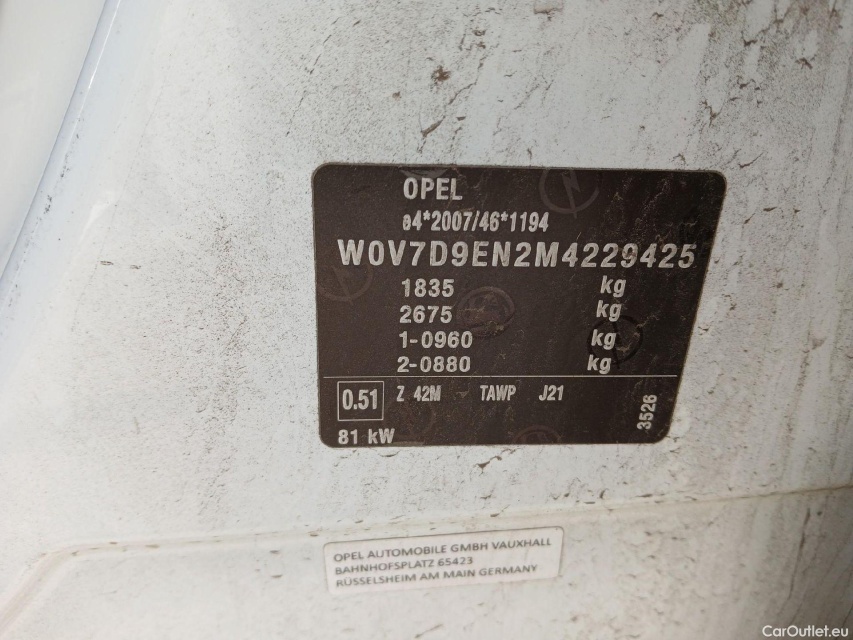 OPEL
e4*2007/46*1194
W0V7D9EN2M4229425
1835 kg
2675 kg
1-0960 kg
2-0880 kg
0.51 Z 42M TAWP J21
81 kW
3526
OPEL AUTOMOBILE GMBH VAUXHALL
BAHNHOFSPLATZ 65423
RÜSSELSHEIM AM MAIN GERMANY
CarOutlet.eu